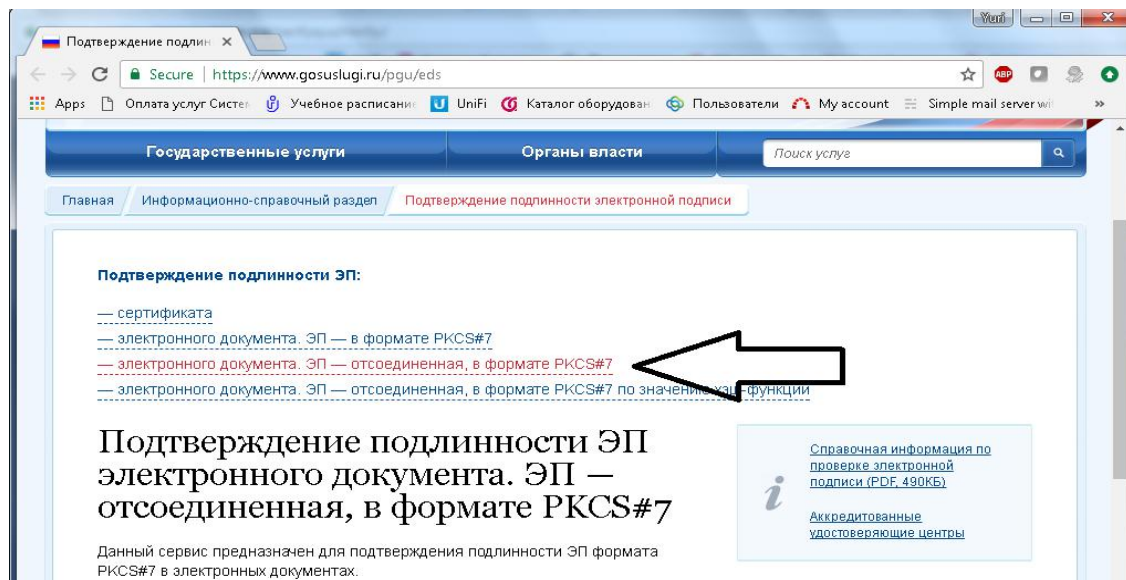 Yuri
Подтверждение подлин
Secure | https://www.gosuslugi.ru/pgu/eds
ABP
Apps Оплата услуг Систем Учебное расписание UniFi Каталог оборудован Пользователи My account Simple mail server wi »
Государственные услуги Органы власти Поиск услуг
Главная Информационно-справочный раздел Подтверждение подлинности электронной подписи
Подтверждение подлинности ЭП:
— сертификата
— электронного документа. ЭП — в формате PKCS#7
— электронного документа. ЭП — отсоединенная, в формате PKCS#7
— электронного документа. ЭП — отсоединенная, в формате PKCS#7 по значению хэш-функции
Подтверждение подлинности ЭП
электронного документа. ЭП —
отсоединенная, в формате PKCS#7
Справочная информация по
проверке электронной
подписи (PDF, 490КБ)
Аккредитованные
удостоверяющие центры
Данный сервис предназначен для подтверждения подлинности ЭП формата
PKCS#7 в электронных документах.